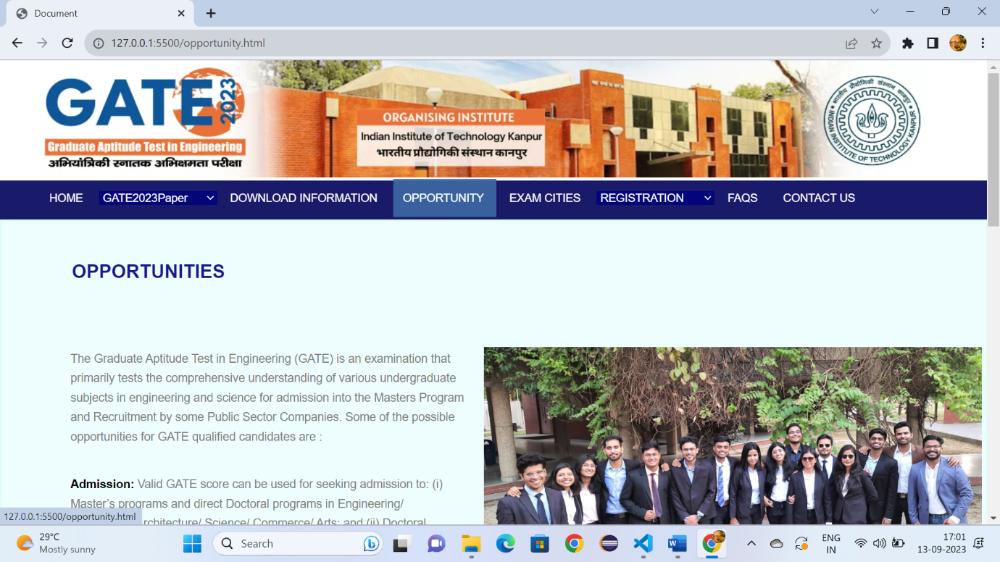 Document
127.0.0.1:5500/opportunity.html
GATE 2023
Graduate Aptitude Test in Engineering
अभियांत्रिकी स्नातक अभिक्षमता परीक्षा
ORGANISING INSTITUTE
Indian Institute of Technology Kanpur
भारतीय प्रौद्योगिकी संस्थान कानपुर
भारतीय प्रौद्योगिकी संस्थान कानपुर
INDIAN INSTITUTE OF TECHNOLOGY KANPUR
HOME GATE2023Paper DOWNLOAD INFORMATION OPPORTUNITY EXAM CITIES REGISTRATION FAQS CONTACT US
OPPORTUNITIES
The Graduate Aptitude Test in Engineering (GATE) is an examination that
primarily tests the comprehensive understanding of various undergraduate
subjects in engineering and science for admission into the Masters Program
and Recruitment by some Public Sector Companies. Some of the possible
opportunities for GATE qualified candidates are :
Admission: Valid GATE score can be used for seeking admission to: (i)
Master’s programs and direct Doctoral programs in Engineering/
rchitecture/ Science/ Commerce/ Arts; and (ii) Doctoral
127.0.0.1:5500/opportunity.html
29°C
Mostly sunny
Search
ENG
IN
17:01
13-09-2023